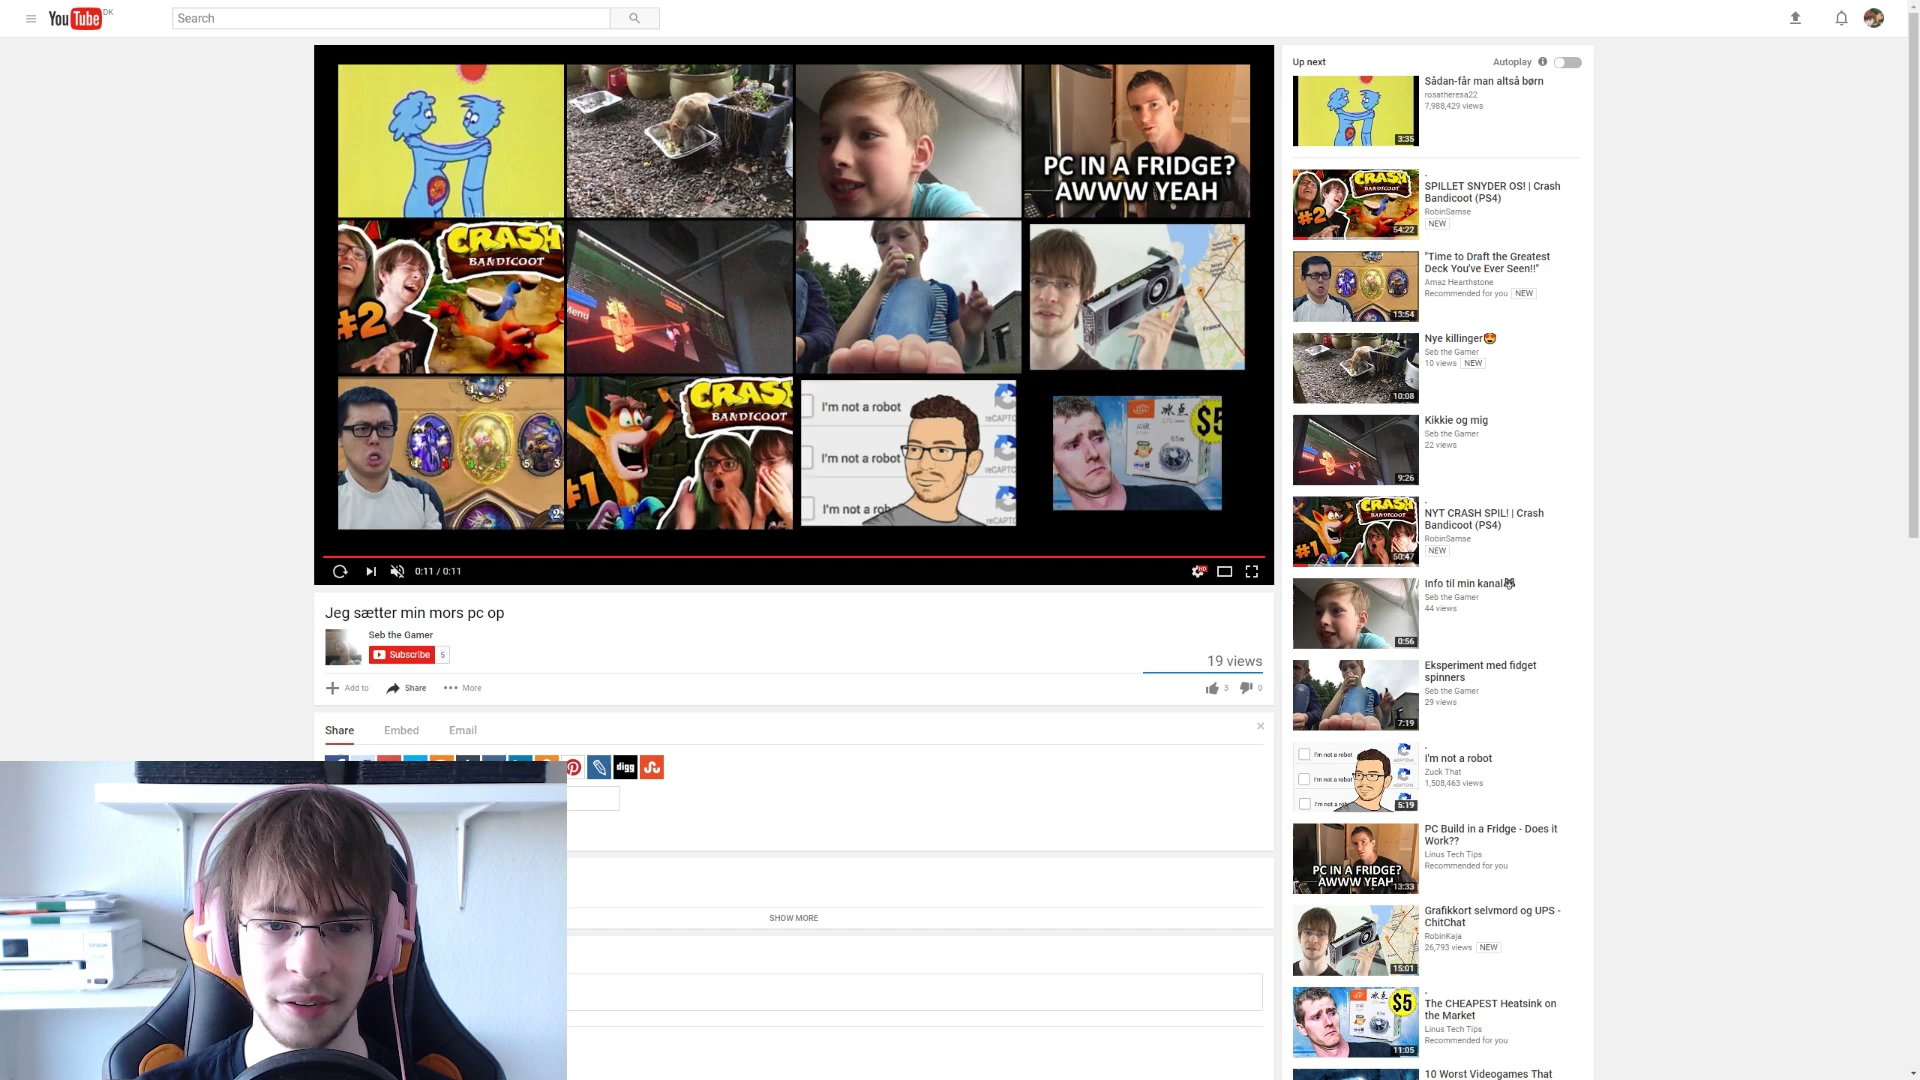 YouTube DK
Search
PC IN A FRIDGE?
AWWW YEAH
CRASH
BANDICOOT
#2
CRASH
BANDICOOT
#1
I'm not a robot
I'm not a robot
I'm not a rob
reCAPTC
$5
0:11 / 0:11
HD
Jeg sætter min mors pc op
Seb the Gamer
Subscribe 5
19 views
Add to Share More
3 0
Share Embed Email
digg
SHOW MORE
Up next Autoplay
Sådan-får man altså børn
rosatheresa22
7,988,429 views
3:35
SPILLET SNYDER OS! | Crash
Bandicoot (PS4)
RobinSamse
NEW
54:22
"Time to Draft the Greatest
Deck You've Ever Seen!!"
Amaz Hearthstone
Recommended for you NEW
13:54
Nye killinger😍
Seb the Gamer
10 views NEW
10:08
Kikkie og mig
Seb the Gamer
22 views
9:26
NYT CRASH SPIL! | Crash
Bandicoot (PS4)
RobinSamse
NEW
50:47
Info til min kanal
Seb the Gamer
44 views
0:56
Eksperiment med fidget
spinners
Seb the Gamer
29 views
7:19
I'm not a robot
Zuck That
1,508,463 views
5:19
PC Build in a Fridge - Does it
Work??
Linus Tech Tips
Recommended for you
PC IN A FRIDGE?
AWWW YEAH
13:33
Grafikkort selvmord og UPS -
ChitChat
RobinKaja
26,793 views NEW
15:01
The CHEAPEST Heatsink on
the Market
Linus Tech Tips
Recommended for you
$5
11:05
10 Worst Videogames That